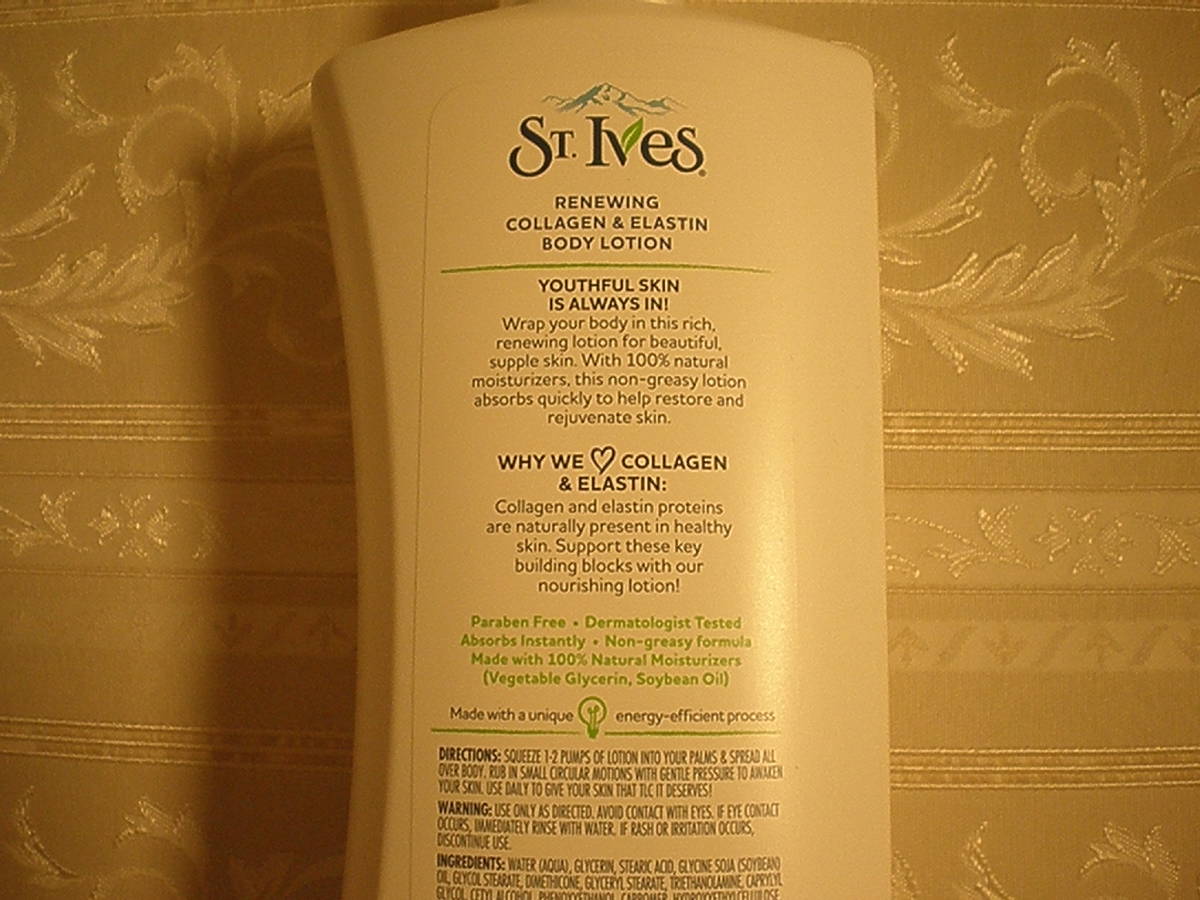 ST. IVES
RENEWING
COLLAGEN & ELASTIN
BODY LOTION
YOUTHFUL SKIN
IS ALWAYS IN!
Wrap your body in this rich,
renewing lotion for beautiful,
supple skin. With 100% natural
moisturizers, this non-greasy lotion
absorbs quickly to help restore and
rejuvenate skin.
WHY WE ♡ COLLAGEN
& ELASTIN:
Collagen and elastin proteins
are naturally present in healthy
skin. Support these key
building blocks with our
nourishing lotion!
Paraben Free • Dermatologist Tested
Absorbs Instantly • Non-greasy formula
Made with 100% Natural Moisturizers
(Vegetable Glycerin, Soybean Oil)
Made with a unique energy-efficient process
DIRECTIONS: SQUEEZE 1-2 PUMPS OF LOTION INTO YOUR PALMS & SPREAD ALL
OVER BODY. RUB IN SMALL CIRCULAR MOTIONS WITH GENTLE PRESSURE TO AWAKEN
YOUR SKIN. USE DAILY TO GIVE YOUR SKIN THAT TLC IT DESERVES!
WARNING: USE ONLY AS DIRECTED. AVOID CONTACT WITH EYES. IF EYE CONTACT
OCCURS, IMMEDIATELY RINSE WITH WATER. IF RASH OR IRRITATION OCCURS,
DISCONTINUE USE.
INGREDIENTS: WATER (AQUA), GLYCERIN, STEARIC ACID, GLYCINE SOJA (SOYBEAN)
OIL, GLYCOL STEARATE, DIMETHICONE, GLYCERYL STEARATE, TRIETHANOLAMINE, CAPRYLYL
GLYCOL, CETYL ALCOHOL, PHENOXYETHANOL, CARBOMER, HYDROXYETHYLCELLULOSE,